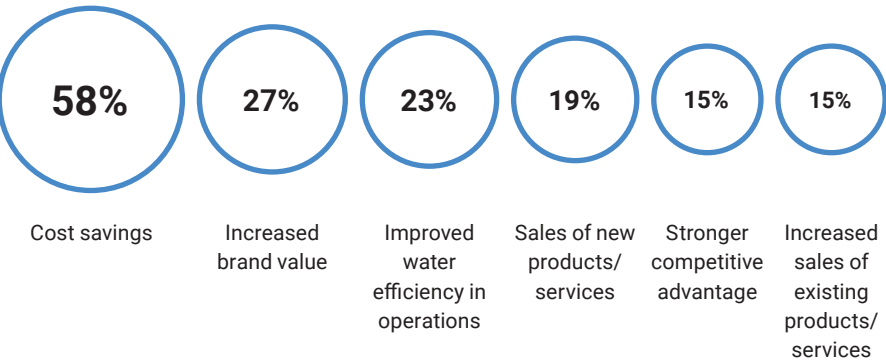 58%
27%
23%
19%
15%
15%
Cost savings
Increased
brand value
Improved
water
efficiency in
operations
Sales of new
products/
services
Stronger
competitive
advantage
Increased
sales of
existing
products/
services